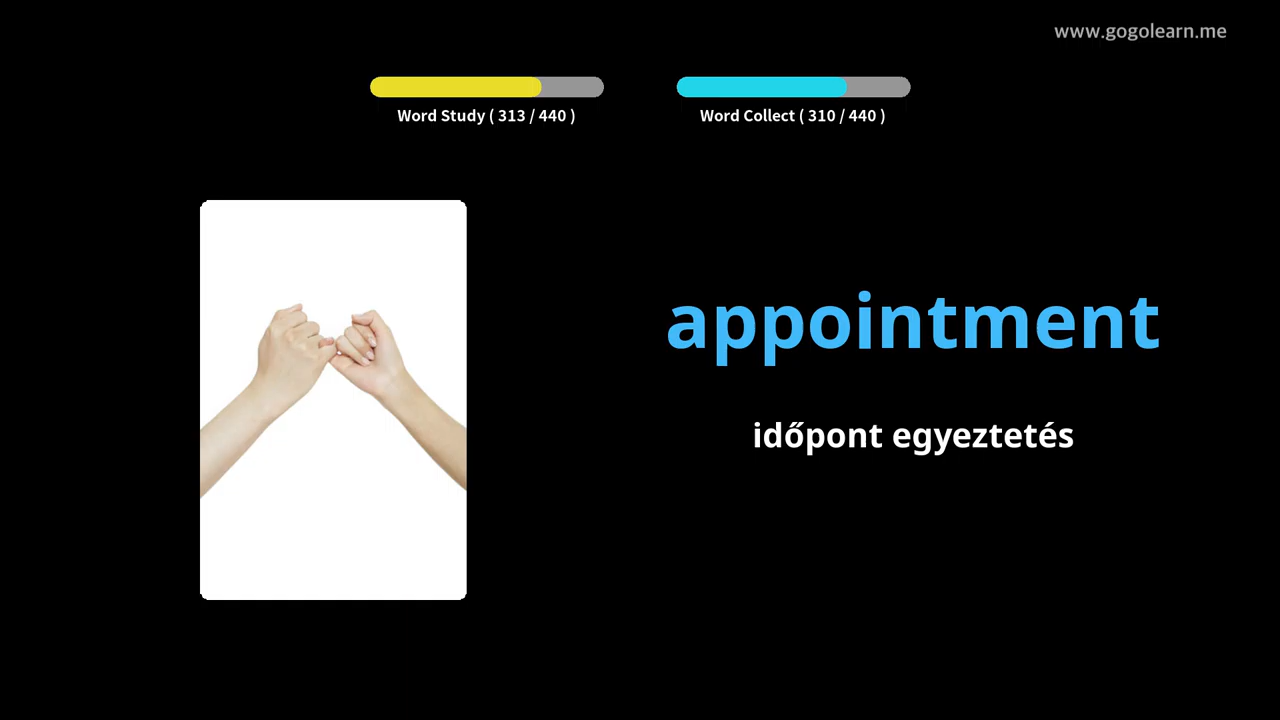 www.gogolearn.me
Word Study ( 313 / 440 )
Word Collect ( 310 / 440 )
appointment
időpont egyeztetés